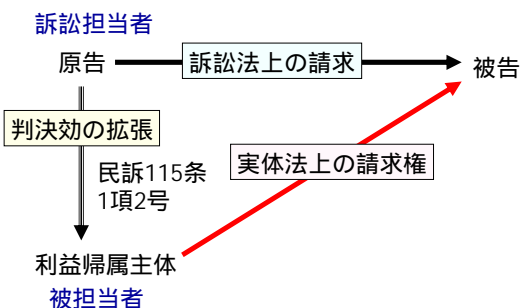 訴訟担当者
原告
訴訟法上の請求
被告
判決効の拡張
民訴115条
1項2号
実体法上の請求権
利益帰属主体
被担当者